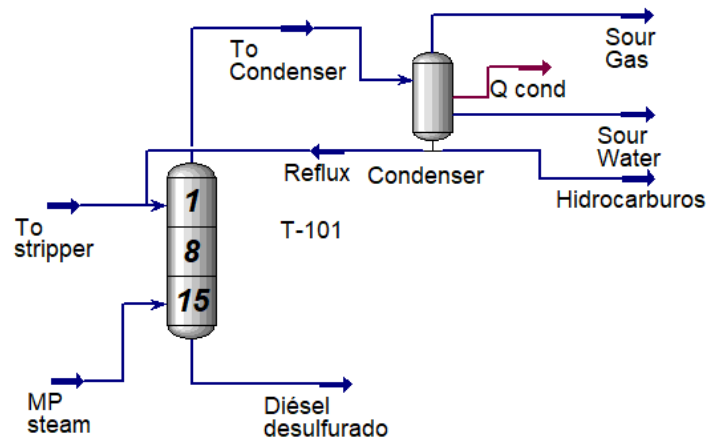 To
Condenser
Sour
Gas
Q cond
Sour
Water
Reflux
Condenser
Hidrocarburos
To
stripper
1
8
15
T-101
MP
steam
Diésel
desulfurado